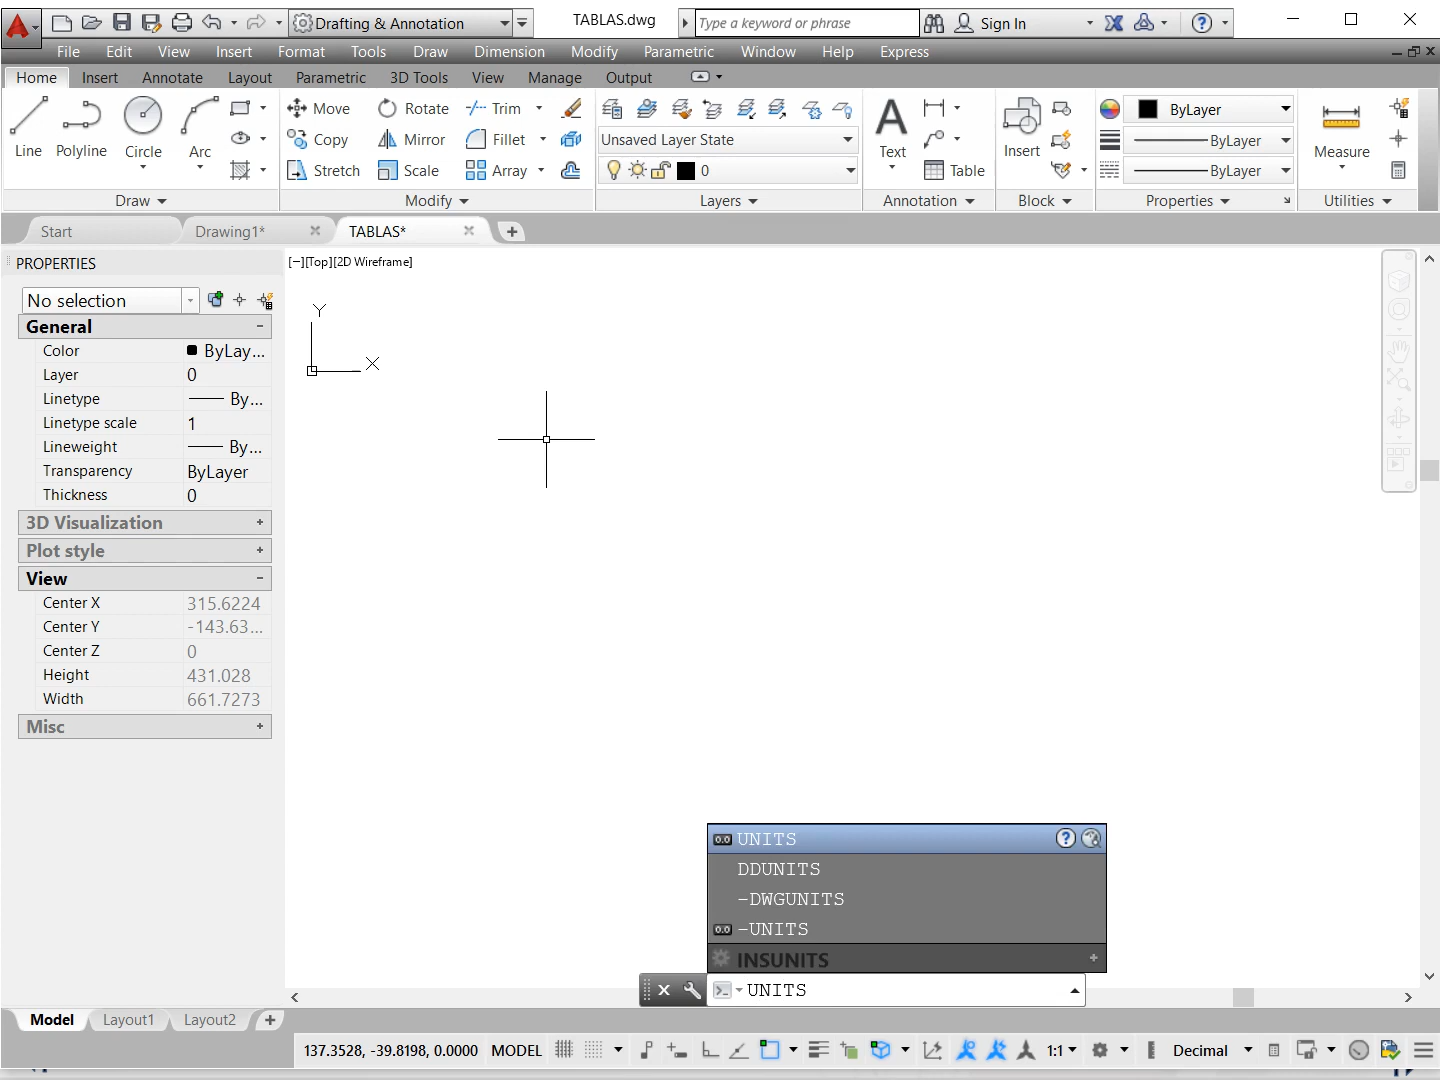 Drafting & Annotation
TABLAS.dwg
Type a keyword or phrase
Sign In
File Edit View Insert Format Tools Draw Dimension Modify Parametric Window Help Express
Home Insert Annotate Layout Parametric 3D Tools View Manage Output
Line Polyline Circle Arc
Move Rotate Trim
Copy Mirror Fillet
Stretch Scale Array
Unsaved Layer State
0
Text
Table
Insert
ByLayer
ByLayer
ByLayer
Measure
Draw Modify Layers Annotation Block Properties Utilities
Start Drawing1* TABLAS*
PROPERTIES
[−][Top][2D Wireframe]
No selection
General
Color ByLay...
Layer 0
Linetype By...
Linetype scale 1
Lineweight By...
Transparency ByLayer
Thickness 0
3D Visualization
Plot style
View
Center X 315.6224
Center Y -143.63...
Center Z 0
Height 431.028
Width 661.7273
Misc
Y
X
UNITS
DDUNITS
-DWGUNITS
-UNITS
INSUNITS
UNITS
Model Layout1 Layout2
137.3528, -39.8198, 0.0000 MODEL 1:1 Decimal